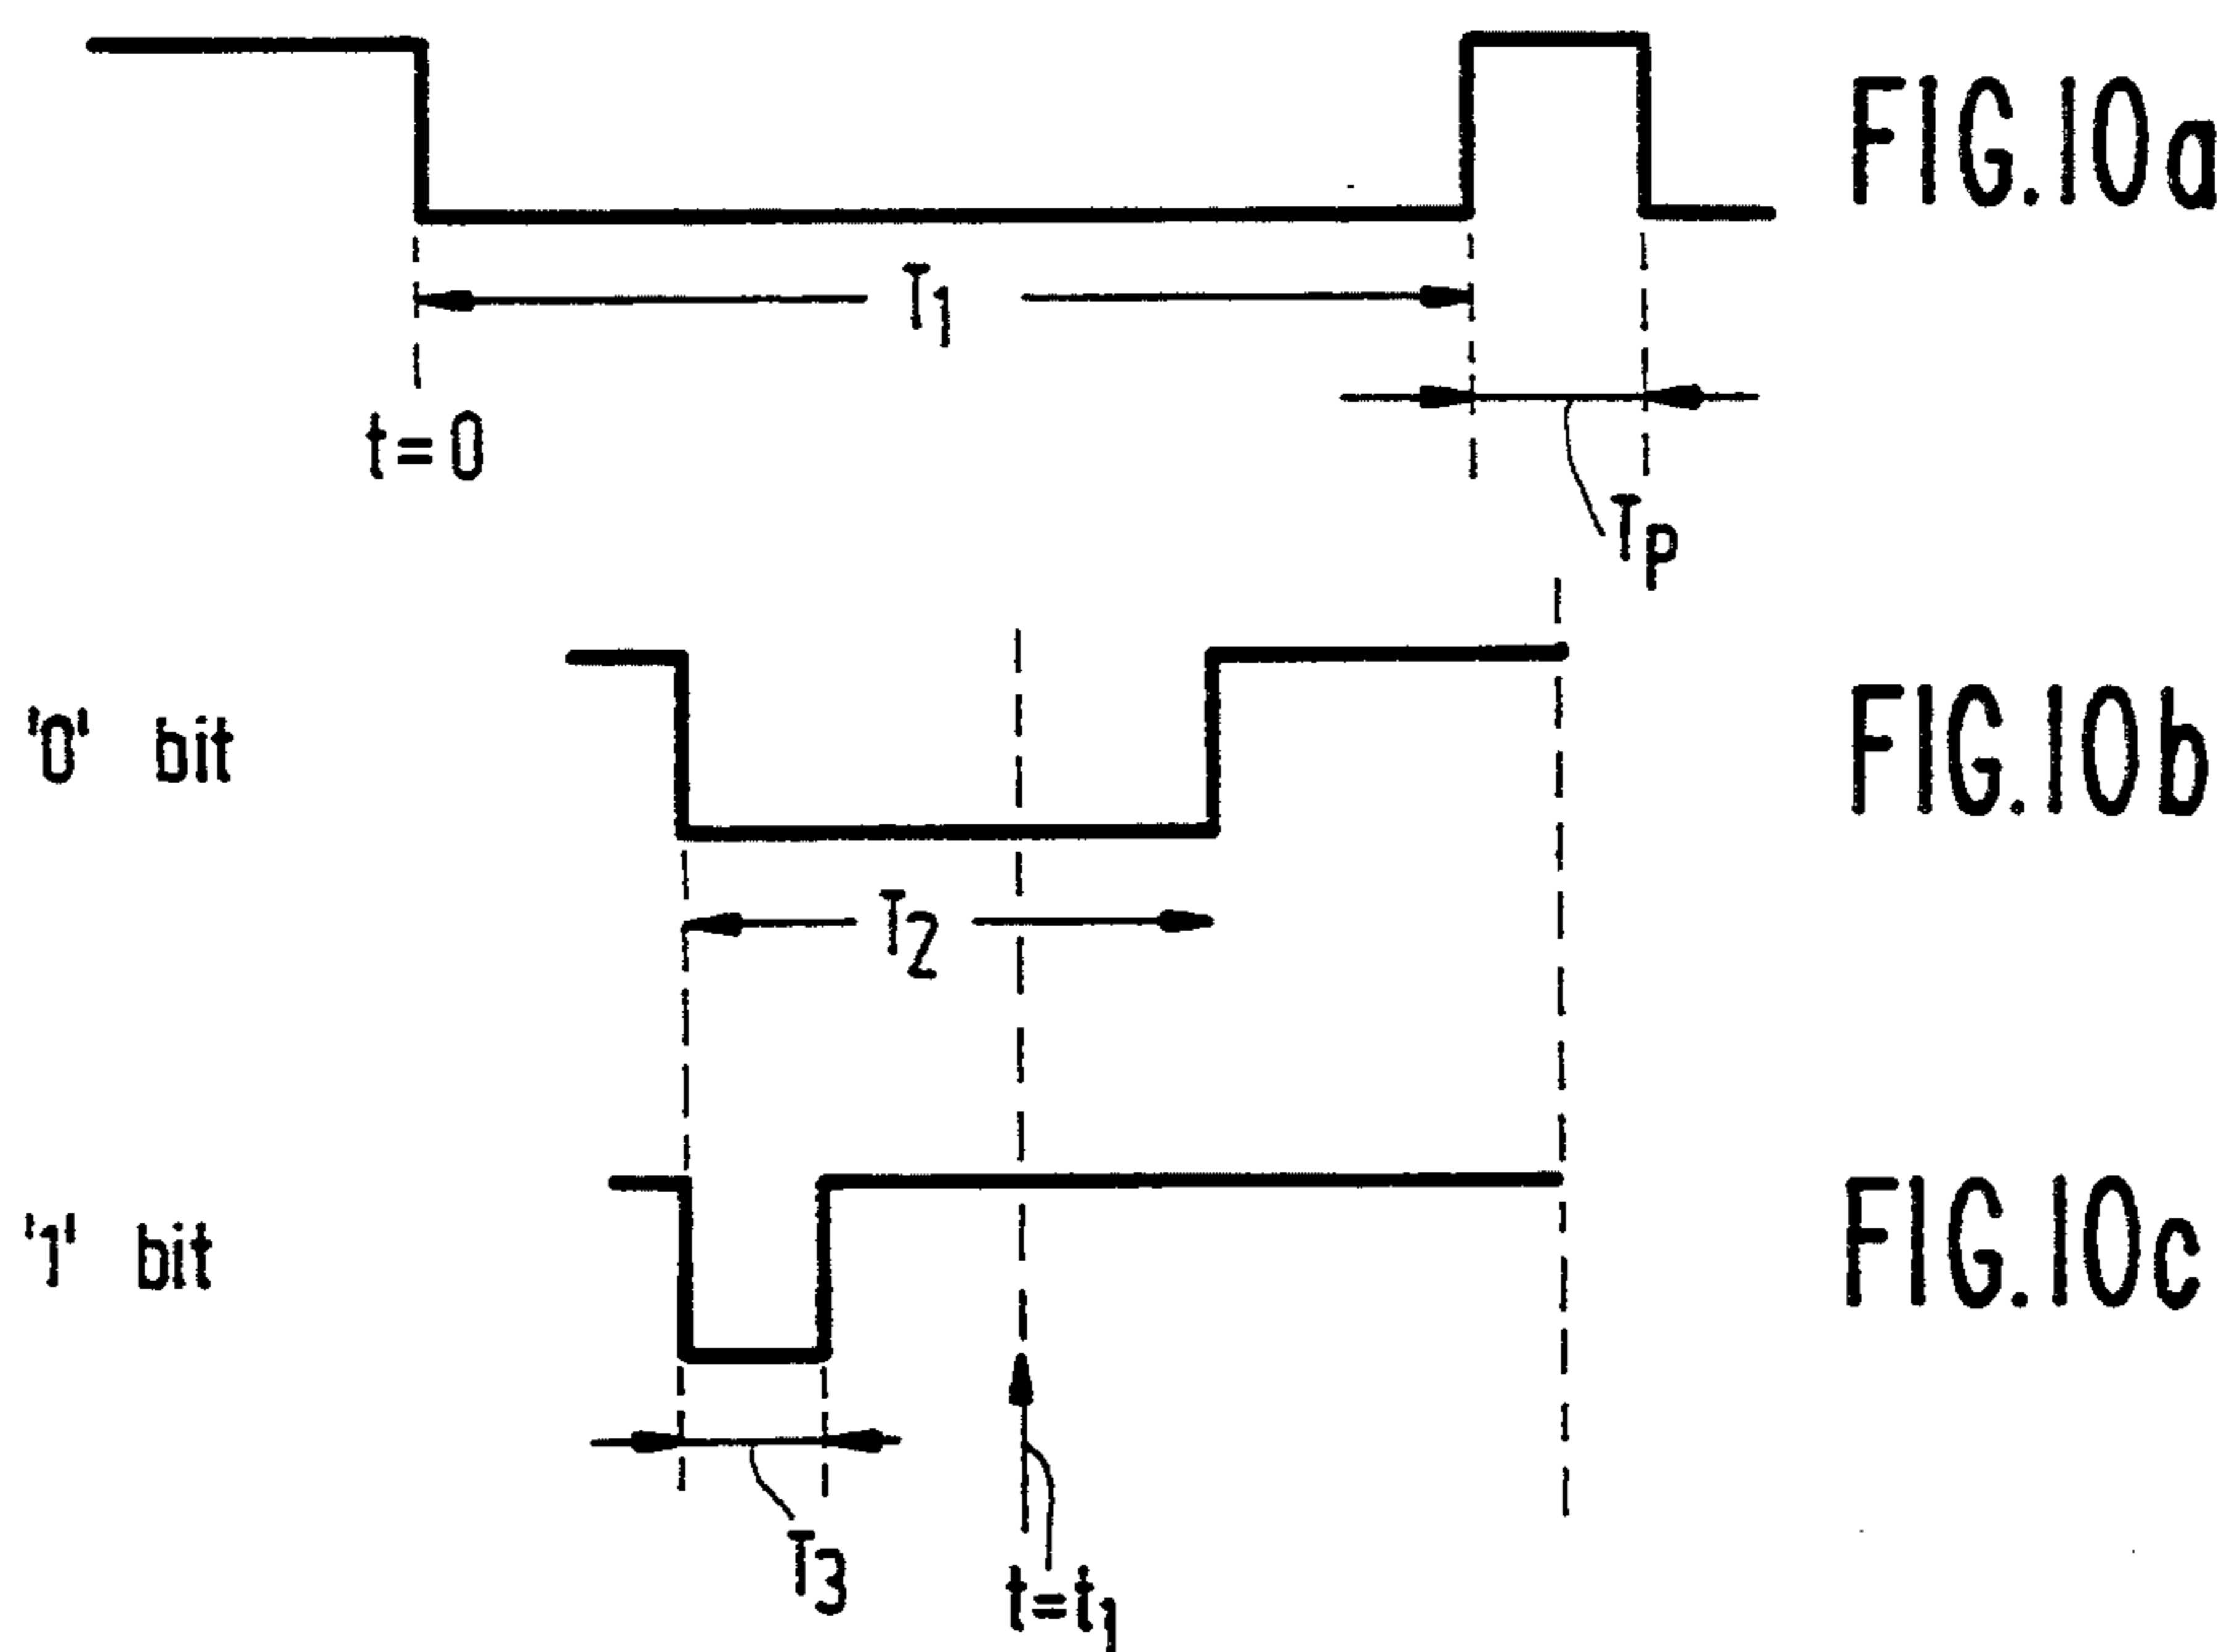 FIG.10a
T1
t=0
Tp
'0' bit
FIG.10b
T2
'1' bit
FIG.10c
T3
t=t1